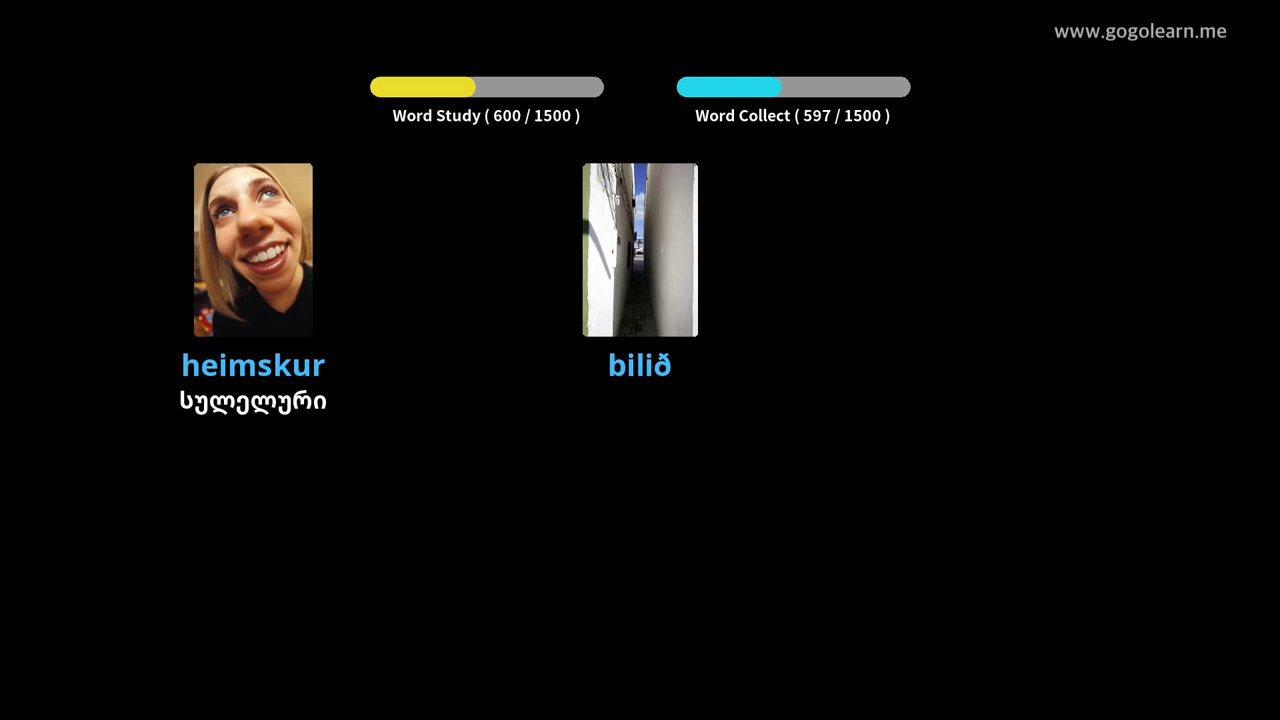 www.gogolearn.me
Word Study ( 600 / 1500 )
Word Collect ( 597 / 1500 )
heimskur
სულელური
bilið